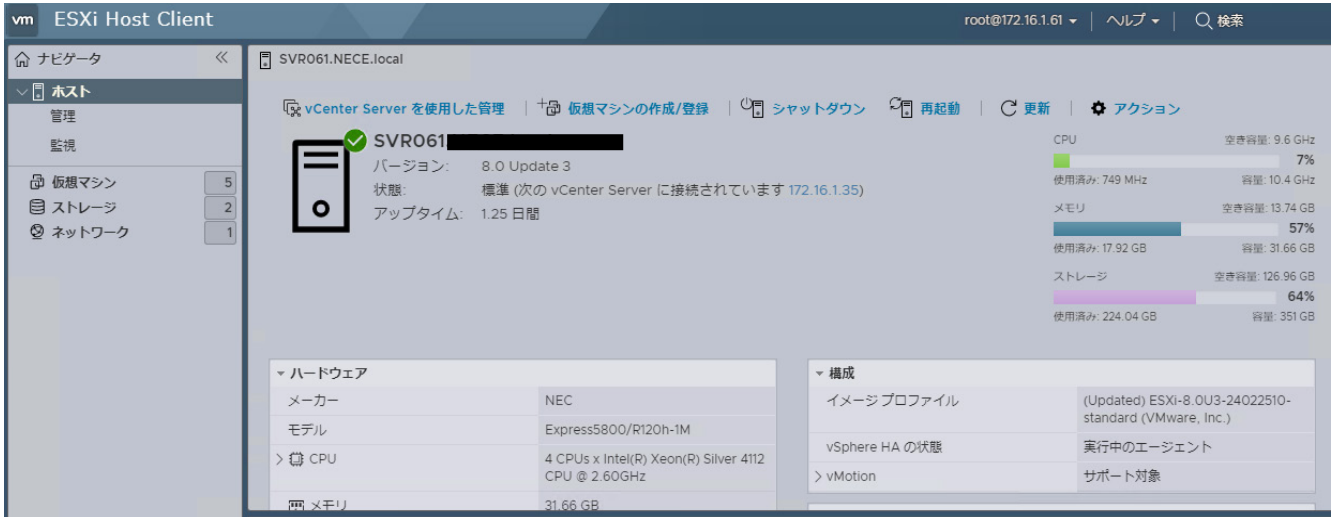 vm ESXi Host Client
root@172.16.1.61 ヘルプ 検索
ナビゲータ
ホスト
管理
監視
仮想マシン 5
ストレージ 2
ネットワーク 1
SVR061.NECE.local
vCenter Server を使用した管理 仮想マシンの作成/登録 シャットダウン 再起動 更新 アクション
SVR061
バージョン: 8.0 Update 3
状態: 標準 (次の vCenter Server に接続されています 172.16.1.35)
アップタイム: 1.25 日間
CPU 空き容量: 9.6 GHz
7%
使用済み: 749 MHz 容量: 10.4 GHz
メモリ 空き容量: 13.74 GB
57%
使用済み: 17.92 GB 容量: 31.66 GB
ストレージ 空き容量: 126.96 GB
64%
使用済み: 224.04 GB 容量: 351 GB
ハードウェア
メーカー NEC
モデル Express5800/R120h-1M
CPU 4 CPUs x Intel(R) Xeon(R) Silver 4112
CPU @ 2.60GHz
メモリ 31.66 GB
構成
イメージ プロファイル (Updated) ESXi-8.0U3-24022510-
standard (VMware, Inc.)
vSphere HA の状態 実行中のエージェント
vMotion サポート対象